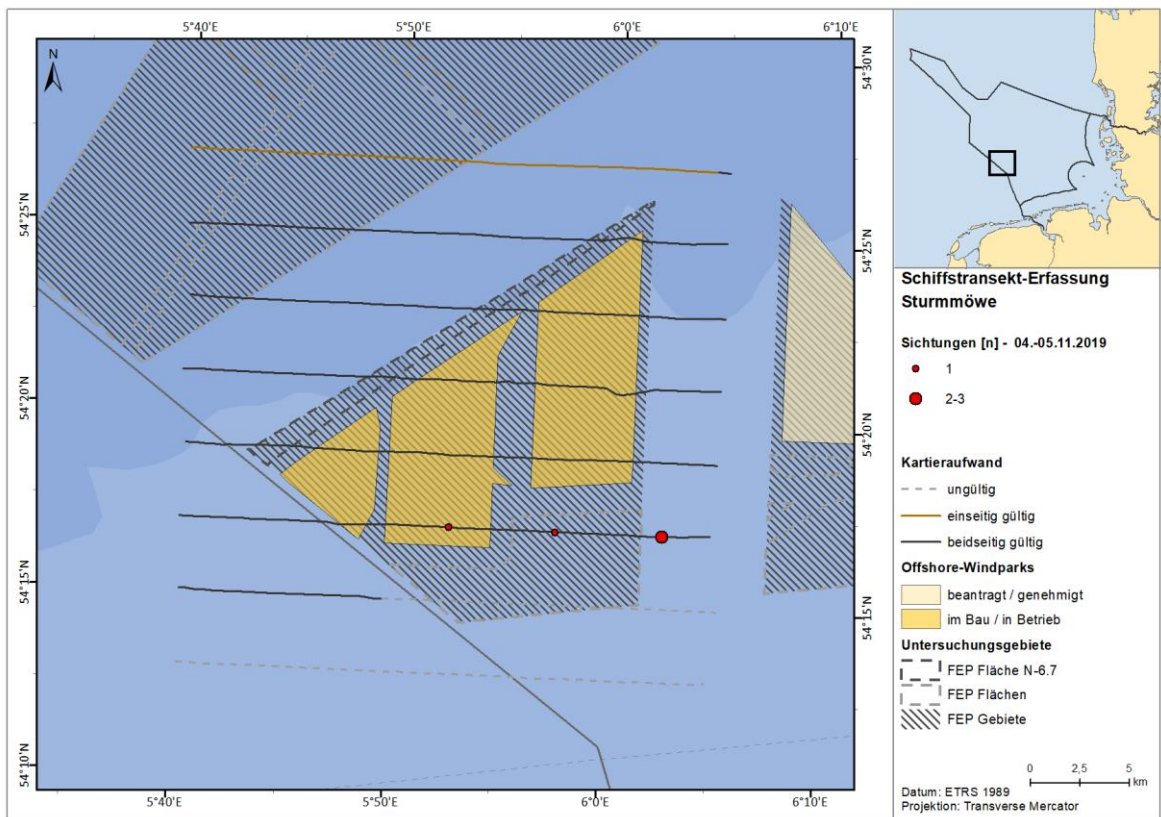 5°40'E 5°50'E 6°0'E 6°10'E
N
54°30'N
54°25'N
54°25'N
54°20'N
54°20'N
54°15'N
54°15'N
54°10'N
5°40'E 5°50'E 6°0'E 6°10'E
Schiffstransekt-Erfassung
Sturmmöwe
Sichtungen [n] - 04.-05.11.2019
1
2-3
Kartieraufwand
ungültig
einseitig gültig
beidseitig gültig
Offshore-Windparks
beantragt / genehmigt
im Bau / in Betrieb
Untersuchungsgebiete
FEP Fläche N-6.7
FEP Flächen
FEP Gebiete
0 2,5 5
km
Datum: ETRS 1989
Projektion: Transverse Mercator